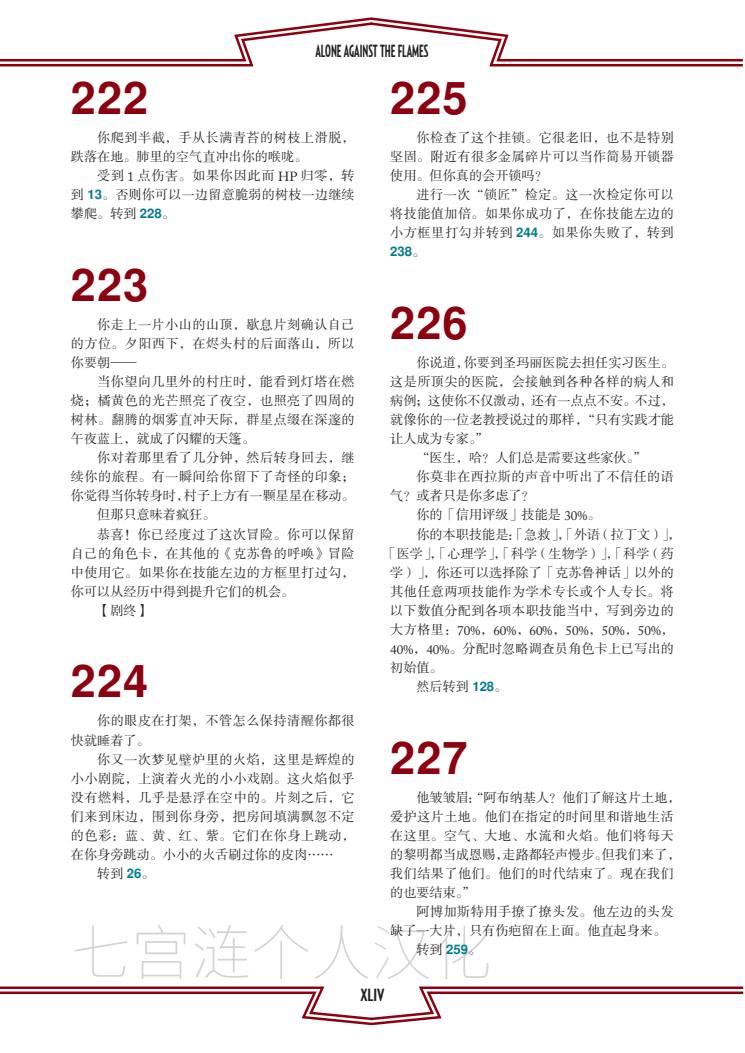 ALONE AGAINST THE FLAMES
222
你爬到半截，手从长满青苔的树枝上滑脱，
跌落在地。肺里的空气直冲出你的喉咙。
受到 1 点伤害。如果你因此而 HP 归零，转
到 13。否则你可以一边留意脆弱的树枝一边继续
攀爬。转到 228。
223
你走上一片小山的山顶，歇息片刻确认自己
的方位。夕阳西下，在烬头村的后面落山，所以
你要朝——
当你望向几里外的村庄时，能看到灯塔在燃
烧；橘黄色的光芒照亮了夜空，也照亮了四周的
树林。翻腾的烟雾直冲天际，群星点缀在深邃的
午夜蓝上，就成了闪耀的天篷。
你对着那里看了几分钟，然后转身回去，继
续你的旅程。有一瞬间给你留下了奇怪的印象；
你觉得当你转身时，村子上方有一颗星星在移动。
但那只意味着疯狂。
恭喜！你已经度过了这次冒险。你可以保留
自己的角色卡，在其他的《克苏鲁的呼唤》冒险
中使用它。如果你在技能左边的方框里打过勾，
你可以从经历中得到提升它们的机会。
【剧终】
224
你的眼皮在打架，不管怎么保持清醒你都很
快就睡着了。
你又一次梦见壁炉里的火焰，这里是辉煌的
小小剧院，上演着火光的小小戏剧。这火焰似乎
没有燃料，几乎是悬浮在空中的。片刻之后，它
们来到床边，围到你身旁，把房间填满飘忽不定
的色彩：蓝、黄、红、紫。它们在你身上跳动，
在你身旁跳动。小小的火舌刷过你的皮肉……
转到 26。
225
你检查了这个挂锁。它很老旧，也不是特别
坚固。附近有很多金属碎片可以当作简易开锁器
使用。但你真的会开锁吗？
进行一次“锁匠”检定。这一次检定你可以
将技能值加倍。如果你成功了，在你技能左边的
小方框里打勾并转到 244。如果你失败了，转到
238。
226
你说道，你要到圣玛丽医院去担任实习医生。
这是所顶尖的医院，会接触到各种各样的病人和
病例；这使你不仅激动，还有一点点不安。不过，
就像你的一位老教授说过的那样，“只有实践才能
让人成为专家。”
“医生，哈？人们总是需要这些家伙。”
你莫非在西拉斯的声音中听出了不信任的语
气？或者只是你多虑了？
你的「信用评级」技能是 30%。
你的本职技能是：「急救」，「外语（拉丁文）」，
「医学」，「心理学」，「科学（生物学）」，「科学（药
学）」，你还可以选择除了「克苏鲁神话」以外的
其他任意两项技能作为学术专长或个人专长。将
以下数值分配到各项本职技能当中，写到旁边的
大方格里：70%，60%，60%，50%，50%，50%，
40%，40%。分配时忽略调查员角色卡上已写出的
初始值。
然后转到 128。
227
他皱皱眉：“阿布纳基人？他们了解这片土地，
爱护这片土地。他们在指定的时间里和谐地生活
在这里。空气、大地、水流和火焰。他们将每天
的黎明都当成恩赐，走路都轻声慢步。但我们来了，
我们结果了他们。他们的时代结束了。现在我们
的也要结束。”
阿博加斯特用手撩了撩头发。他左边的头发
缺了一大片，只有伤疤留在上面。他直起身来。
转到 259。
七宫涟个人汉化
XLIV